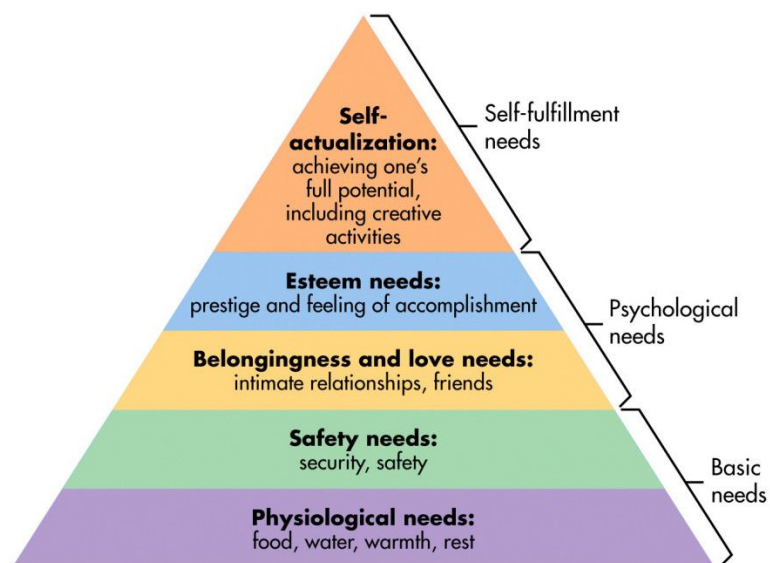 Self-
actualization:
achieving one's
full potential,
including creative
activities
Self-fulfillment
needs
Esteem needs:
prestige and feeling of accomplishment
Psychological
needs
Belongingness and love needs:
intimate relationships, friends
Safety needs:
security, safety
Basic
needs
Physiological needs:
food, water, warmth, rest